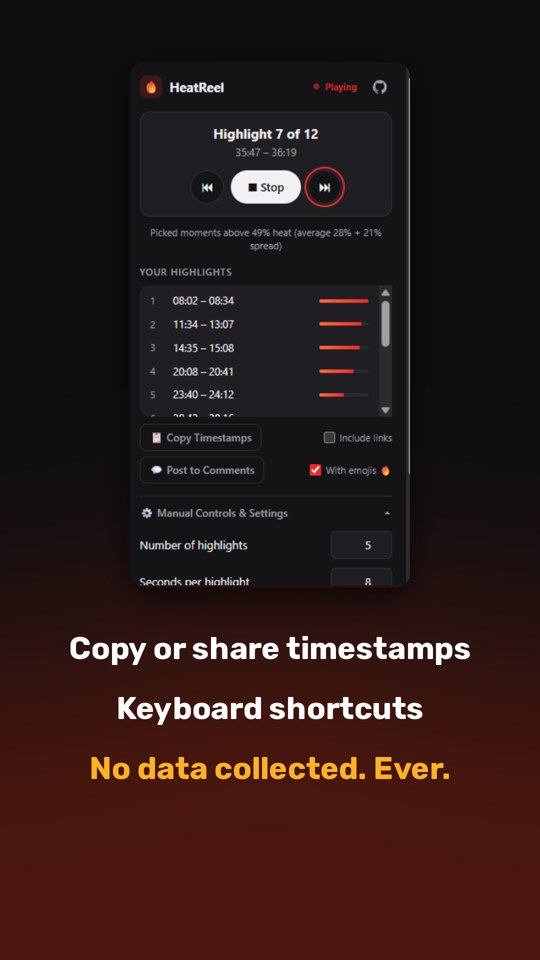 HeatReel
Playing
Highlight 7 of 12
35:47 – 36:19
Stop
Picked moments above 49% heat (average 28% + 21%
spread)
YOUR HIGHLIGHTS
1 08:02 – 08:34
2 11:34 – 13:07
3 14:35 – 15:08
4 20:08 – 20:41
5 23:40 – 24:12
Copy Timestamps
Include links
Post to Comments
With emojis 🔥
Manual Controls & Settings
Number of highlights 5
Seconds per highlight 8
Copy or share timestamps
Keyboard shortcuts
No data collected. Ever.